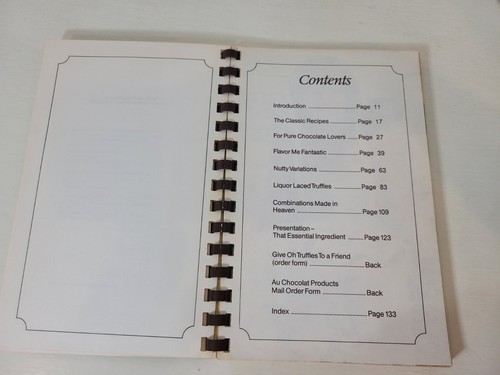 Contents
Introduction ........................ Page 11
The Classic Recipes ............. Page 17
For Pure Chocolate Lovers ..... Page 27
Flavor Me Fantastic ............. Page 39
Nutty Variations .................. Page 63
Liquor Laced Truffles ........... Page 83
Combinations Made in
Heaven .............................. Page 109
Presentation –
That Essential Ingredient ....... Page 123
Give Oh Truffles To a Friend
(order form) ........................ Back
Au Chocolat Products
Mail Order Form .................. Back
Index ................................ Page 133